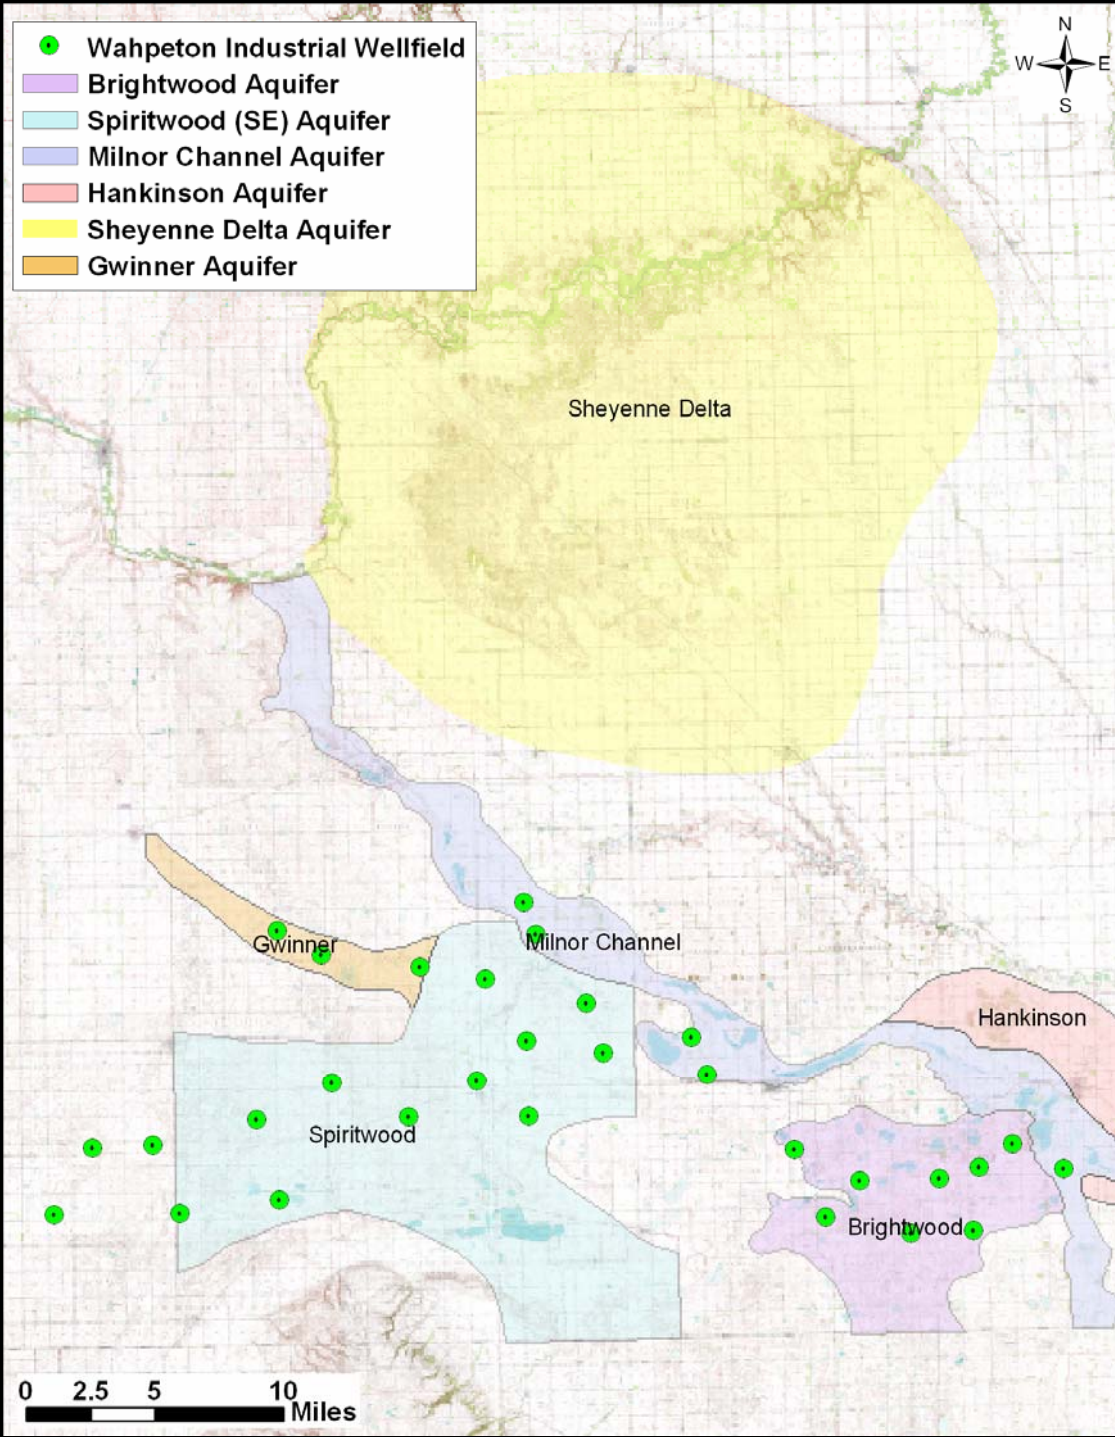 Wahpeton Industrial Wellfield
Brightwood Aquifer
Spiritwood (SE) Aquifer
Milnor Channel Aquifer
Hankinson Aquifer
Sheyenne Delta Aquifer
Gwinner Aquifer
N
W E
S
Sheyenne Delta
Gwinner
Milnor Channel
Hankinson
Spiritwood
Brightwood
0 2.5 5 10
Miles